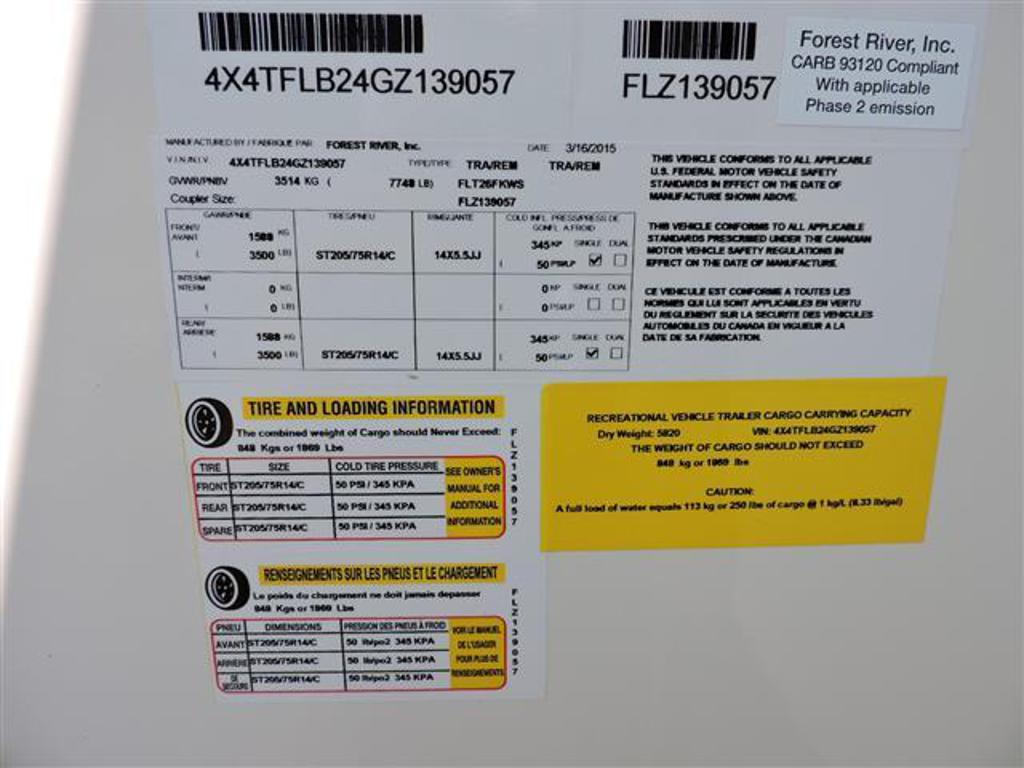 4X4TFLB24GZ139057
FLZ139057
Forest River, Inc.
CARB 93120 Compliant
With applicable
Phase 2 emission
MANUFACTURED BY / FABRIQUE PAR FOREST RIVER, Inc. DATE 3/16/2015
V.I.N./N.I.V. 4X4TFLB24GZ139057 TYPE/TYPE TRA/REM TRA/REM
GVWR/PNBV 3514 KG ( 7748 LB) FLT26FKWS
Coupler Size: FLZ139057
GAWR/PNBE TIRES/PNEU RIMS/JANTE COLD INFL. PRESS/PRESS DE
GONFL. A FROID
FRONT/
AVANT 1588 KG 345 KP SINGLE DUAL
( 3500 LB) ST205/75R14/C 14X5.5JJ ( 50 PSI/LP
INTERM/
INTERM 0 KG 0 KP SINGLE DUAL
( 0 LB) ( 0 PSI/LP
REAR/
ARRIERE 1588 KG 345 KP SINGLE DUAL
( 3500 LB) ST205/75R14/C 14X5.5JJ ( 50 PSI/LP
THIS VEHICLE CONFORMS TO ALL APPLICABLE
U.S. FEDERAL MOTOR VEHICLE SAFETY
STANDARDS IN EFFECT ON THE DATE OF
MANUFACTURE SHOWN ABOVE.
THIS VEHICLE CONFORMS TO ALL APPLICABLE
STANDARDS PRESCRIBED UNDER THE CANADIAN
MOTOR VEHICLE SAFETY REGULATIONS IN
EFFECT ON THE DATE OF MANUFACTURE.
CE VEHICULE EST CONFORME A TOUTES LES
NORMES QUI LUI SONT APPLICABLES EN VERTU
DU REGLEMENT SUR LA SECURITE DES VEHICULES
AUTOMOBILES DU CANADA EN VIGUEUR A LA
DATE DE SA FABRICATION.
TIRE AND LOADING INFORMATION
The combined weight of Cargo should Never Exceed:
848 Kgs or 1869 Lbs
TIRE SIZE COLD TIRE PRESSURE SEE OWNER'S
FRONT ST205/75R14/C 50 PSI / 345 KPA MANUAL FOR
REAR ST205/75R14/C 50 PSI / 345 KPA ADDITIONAL
SPARE ST205/75R14/C 50 PSI / 345 KPA INFORMATION
FLZ139057
RECREATIONAL VEHICLE TRAILER CARGO CARRYING CAPACITY
Dry Weight: 5820 VIN: 4X4TFLB24GZ139057
THE WEIGHT OF CARGO SHOULD NOT EXCEED
848 kg or 1869 lbs
CAUTION:
A full load of water equals 113 kg or 250 lbs of cargo @ 1 kg/L (8.33 lb/gal)
RENSEIGNEMENTS SUR LES PNEUS ET LE CHARGEMENT
Le poids du chargement ne doit jamais depasser
848 Kgs or 1869 Lbs
PNEU DIMENSIONS PRESSION DES PNEUS À FROID VOIR LE MANUEL
AVANT ST205/75R14/C 50 lb/po2 345 KPA DE L'USAGER
ARRIERE ST205/75R14/C 50 lb/po2 345 KPA POUR PLUS DE
DE SECOURS ST205/75R14/C 50 lb/po2 345 KPA RENSEIGNEMENTS
FLZ139057